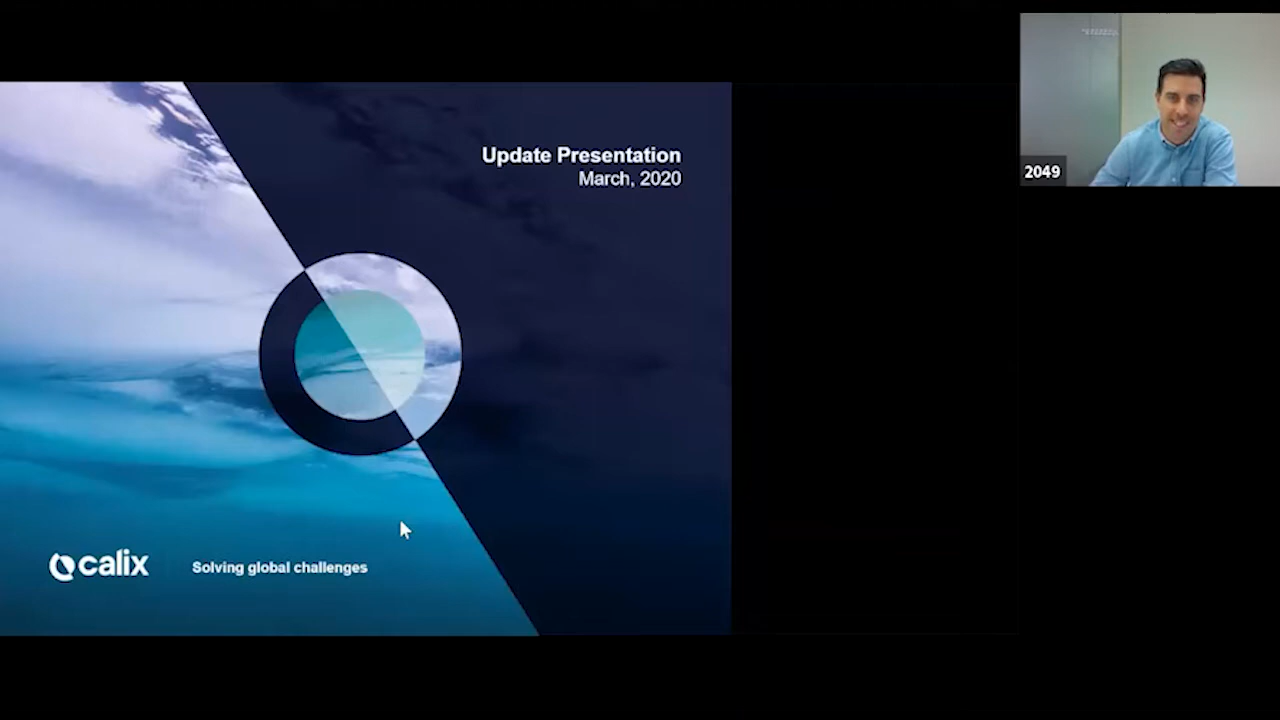 Update Presentation
March, 2020
2049
calix
Solving global challenges